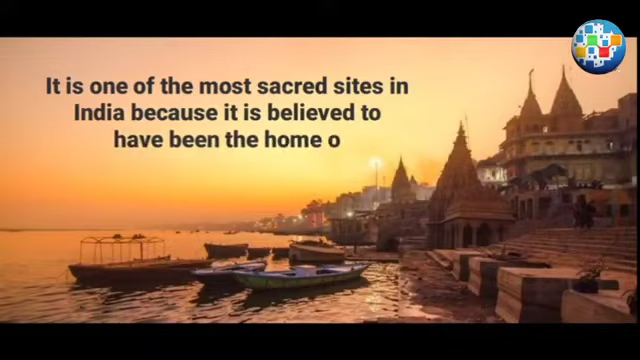 It is one of the most sacred sites in
India because it is believed to
have been the home o